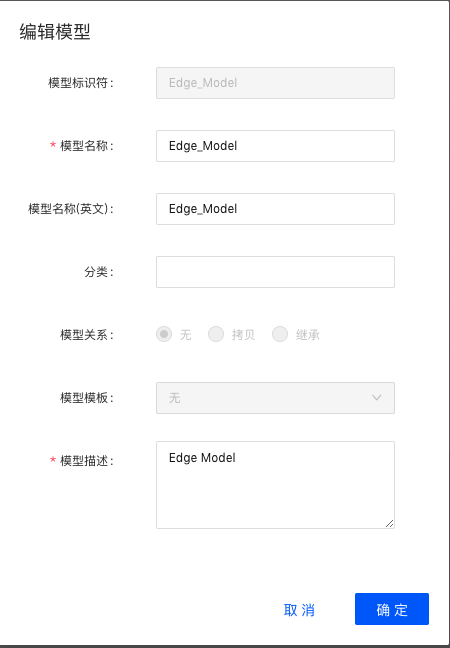 编辑模型
模型标识符: Edge_Model
* 模型名称: Edge_Model
模型名称(英文): Edge_Model
分类:
模型关系: 无 拷贝 继承
模型模板: 无
* 模型描述: Edge Model
取 消 确 定